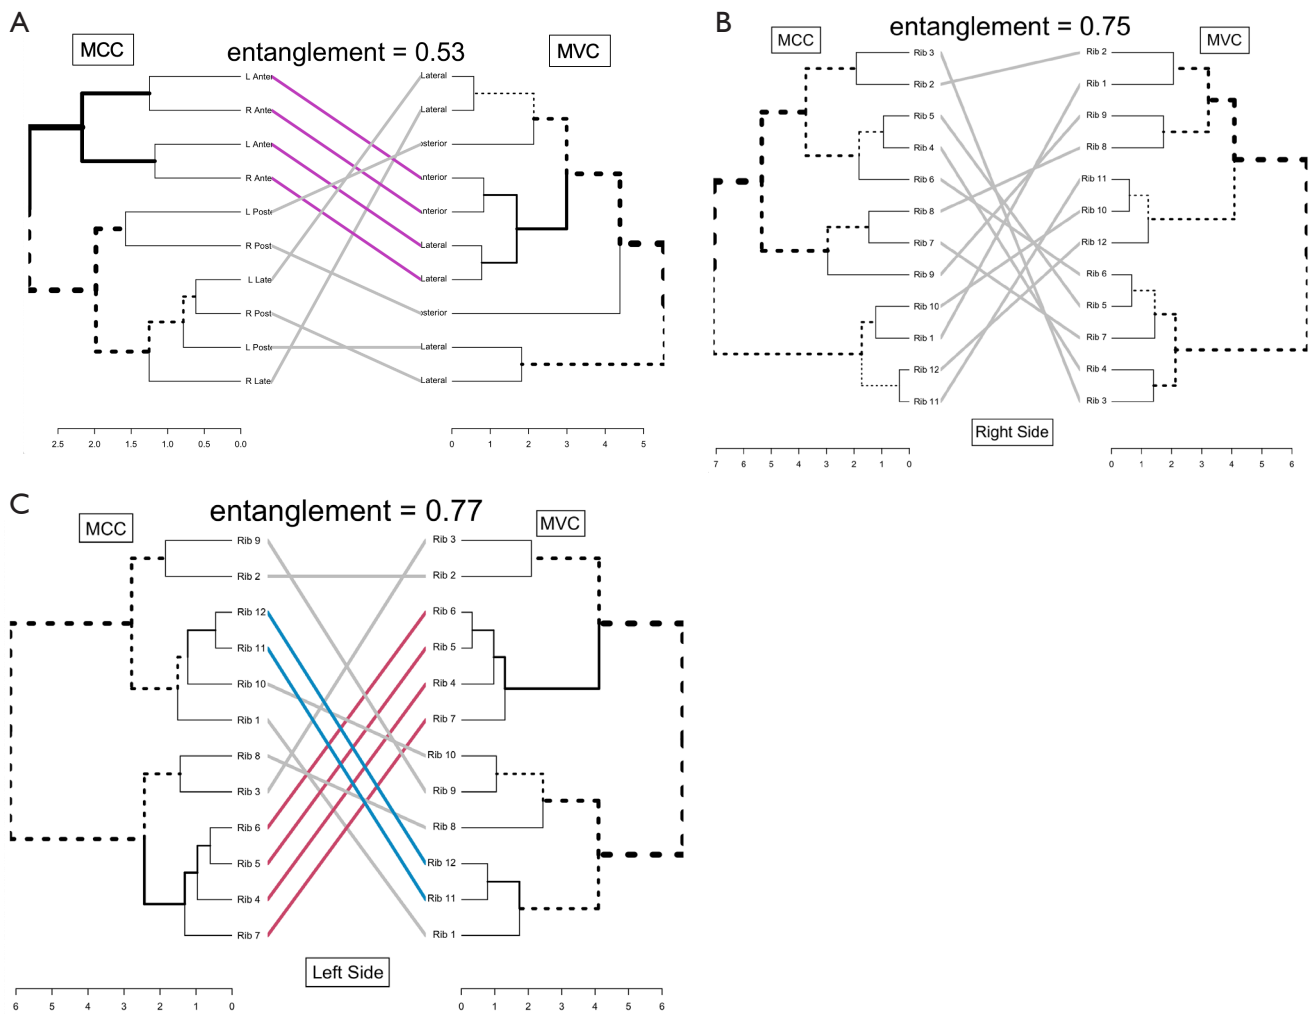 A
MCC
entanglement = 0.53
MVC
L Ante
R Ante
L Ante
R Ante
L Poste
R Post
L Late
R Post
L Poste
R Late
Lateral
Lateral
sterior
nterior
nterior
Lateral
Lateral
sterior
Lateral
Lateral
2.5 2.0 1.5 1.0 0.5 0.0
0 1 2 3 4 5
B
MCC
entanglement = 0.75
MVC
Rib 3
Rib 2
Rib 5
Rib 4
Rib 6
Rib 8
Rib 7
Rib 9
Rib 10
Rib 1
Rib 12
Rib 11
Rib 2
Rib 1
Rib 9
Rib 8
Rib 11
Rib 10
Rib 12
Rib 6
Rib 5
Rib 7
Rib 4
Rib 3
Right Side
7 6 5 4 3 2 1 0
0 1 2 3 4 5 6
C
MCC
entanglement = 0.77
MVC
Rib 9
Rib 2
Rib 12
Rib 11
Rib 10
Rib 1
Rib 8
Rib 3
Rib 6
Rib 5
Rib 4
Rib 7
Rib 3
Rib 2
Rib 6
Rib 5
Rib 4
Rib 7
Rib 10
Rib 9
Rib 8
Rib 12
Rib 11
Rib 1
Left Side
6 5 4 3 2 1 0
0 1 2 3 4 5 6